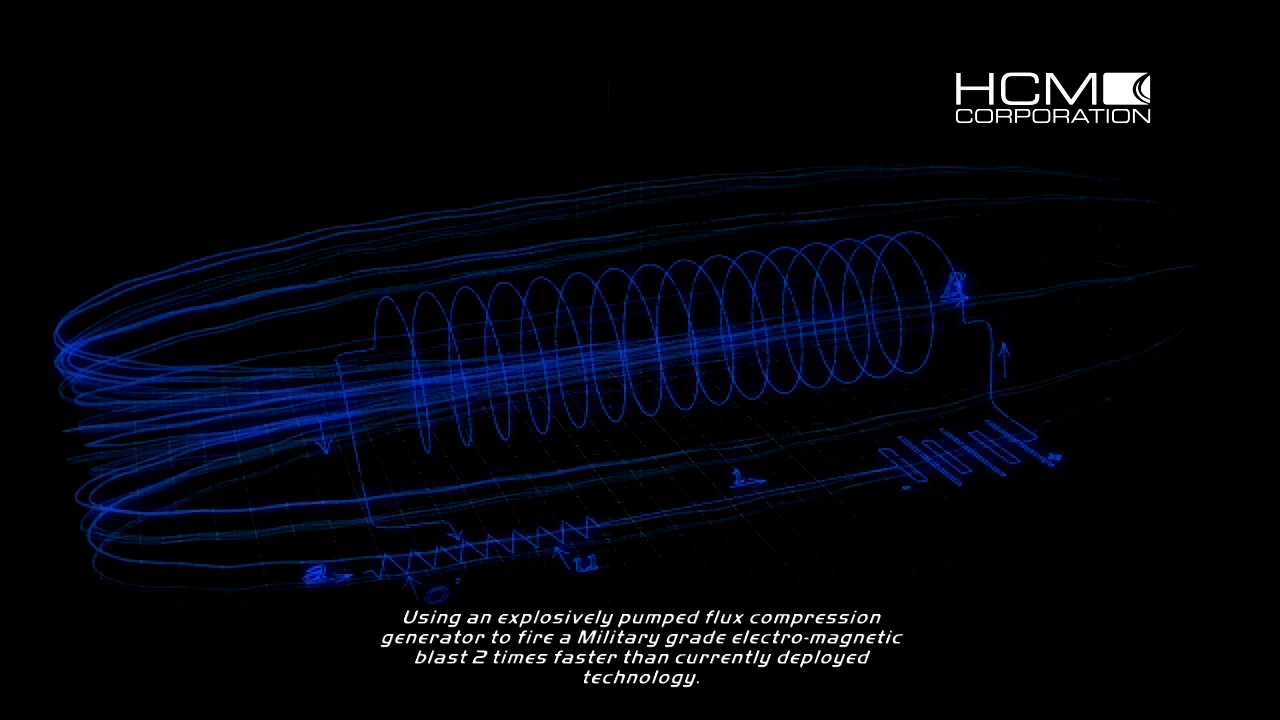 HCM
CORPORATION
Using an explosively pumped flux compression
generator to fire a Military grade electro-magnetic
blast 2 times faster than currently deployed
technology.